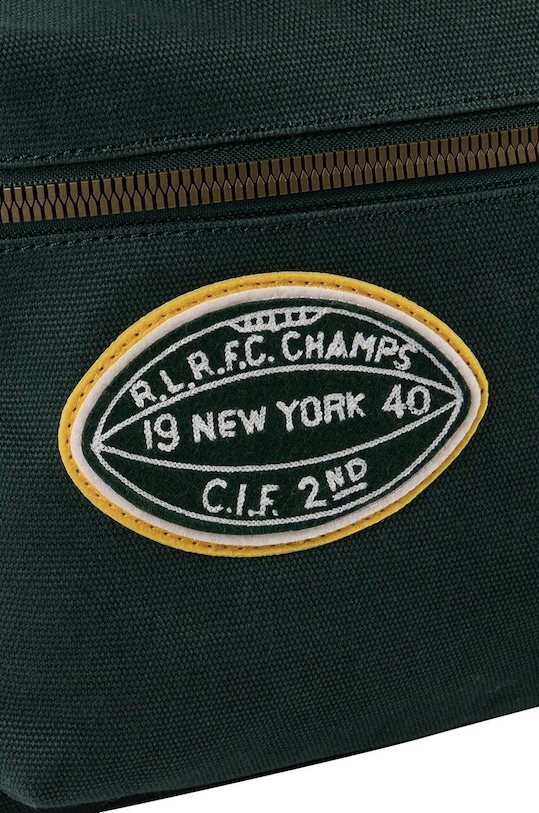 R.L.R.F.C. CHAMPS
19 NEW YORK 40
C.I.F. 2ND